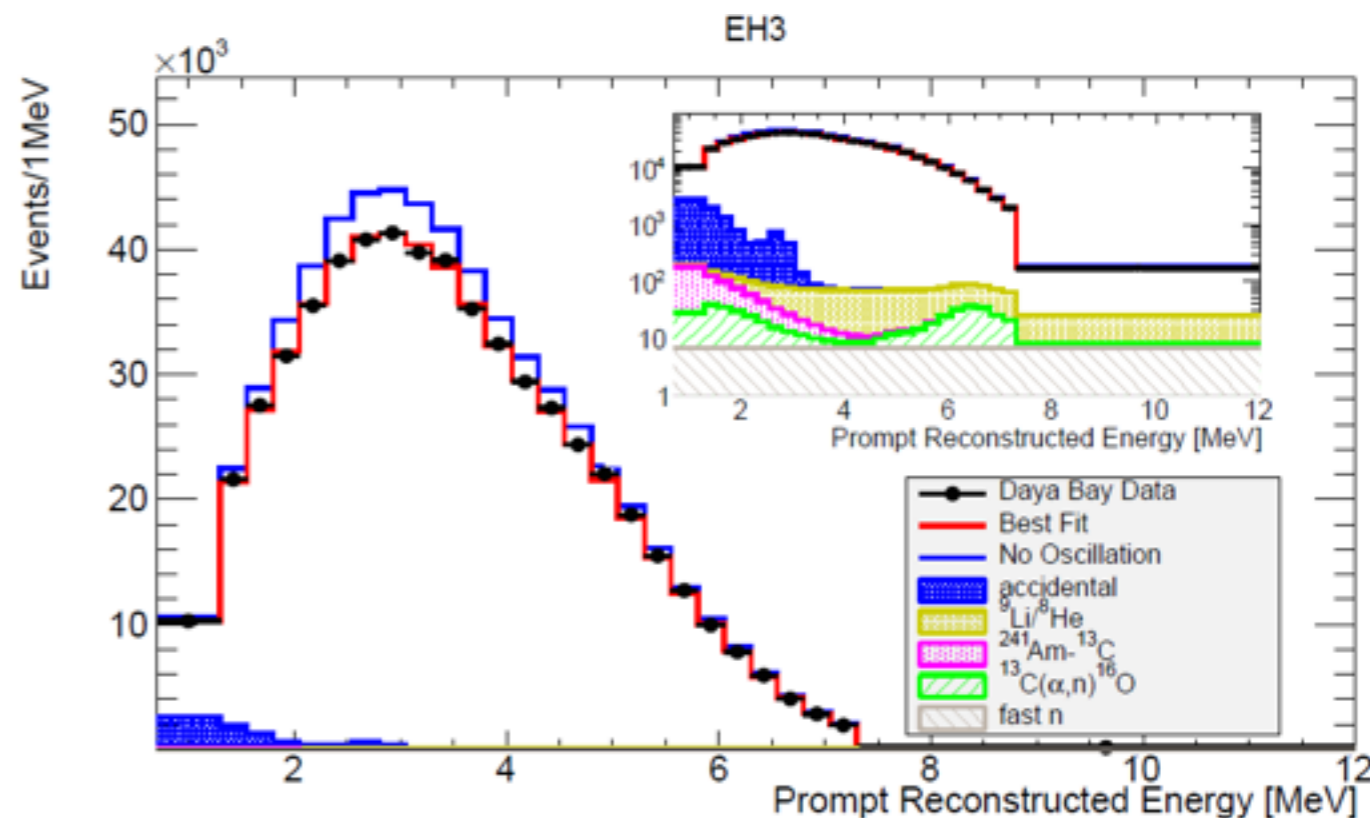 EH3
×10³
Events/1MeV
50
40
30
20
10
2 4 6 8 10 12
Prompt Reconstructed Energy [MeV]
10⁴
10³
10²
10
1
2 4 6 8 10 12
Prompt Reconstructed Energy [MeV]
Daya Bay Data
Best Fit
No Oscillation
accidental
⁹Li/⁸He
²⁴¹Am-¹³C
¹³C(α,n)¹⁶O
fast n